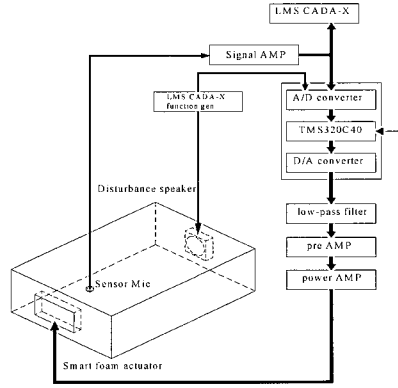 LMS CADA-X
Signal AMP
LMS CADA-X
function gen
A/D converter
TMS320C40
D/A converter
Disturbance speaker
low-pass filter
pre AMP
power AMP
Sensor Mic
Smart foam actuator